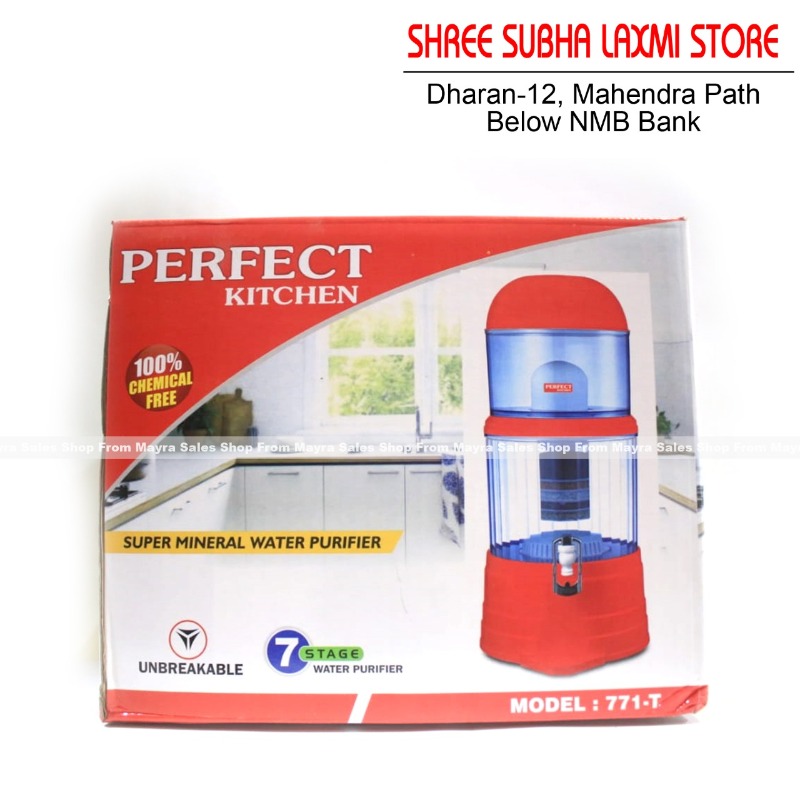 SHREE SUBHA LAXMI STORE
Dharan-12, Mahendra Path
Below NMB Bank
PERFECT
KITCHEN
100%
CHEMICAL
FREE
PERFECT
Sales Shop From Mayra Sales Shop From Mayra Sales Shop From Mayra Sales Shop From Mayra Sales Shop From Mayra
SUPER MINERAL WATER PURIFIER
UNBREAKABLE
7 STAGE
WATER PURIFIER
MODEL : 771-T